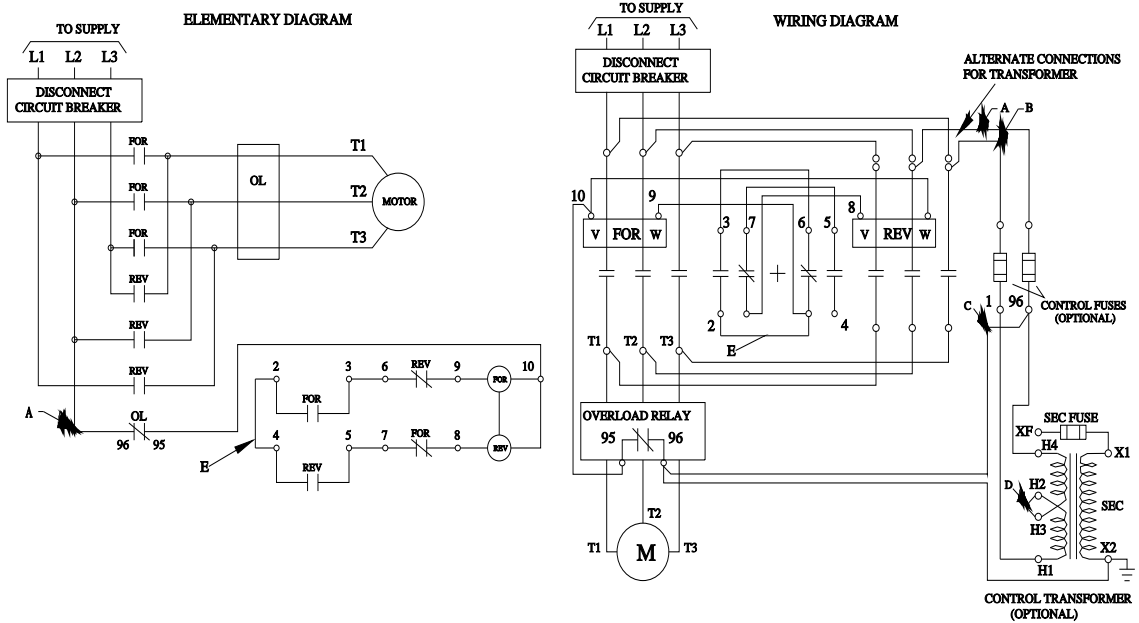 ELEMENTARY DIAGRAM
TO SUPPLY
L1 L2 L3
DISCONNECT
CIRCUIT BREAKER
FOR
T1
OL
FOR
T2
MOTOR
FOR
T3
REV
REV
REV
A
OL
96 95
2 3 6 REV 9 FOR 10
FOR
4 5 7 FOR 8 REV
E
REV
WIRING DIAGRAM
TO SUPPLY
L1 L2 L3
DISCONNECT
CIRCUIT BREAKER
ALTERNATE CONNECTIONS
FOR TRANSFORMER
A B
10 9 8
3 7 6 5
V FOR W
V REV W
2 4
E
C 1 96
CONTROL FUSES
(OPTIONAL)
T1 T2 T3
OVERLOAD RELAY
95 96
SEC FUSE
XF
H4 X1
D H2
SEC
H3
X2
H1
T2
T1 M T3
CONTROL TRANSFORMER
(OPTIONAL)